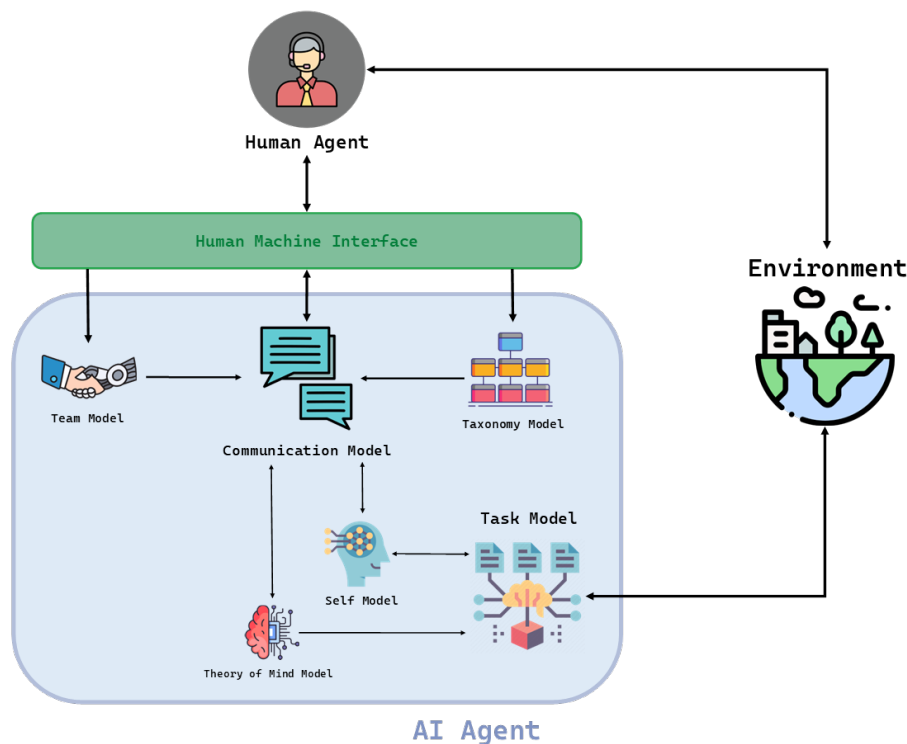 Human Agent
Human Machine Interface
Environment
Team Model
Taxonomy Model
Communication Model
Task Model
Self Model
Theory of Mind Model
AI Agent